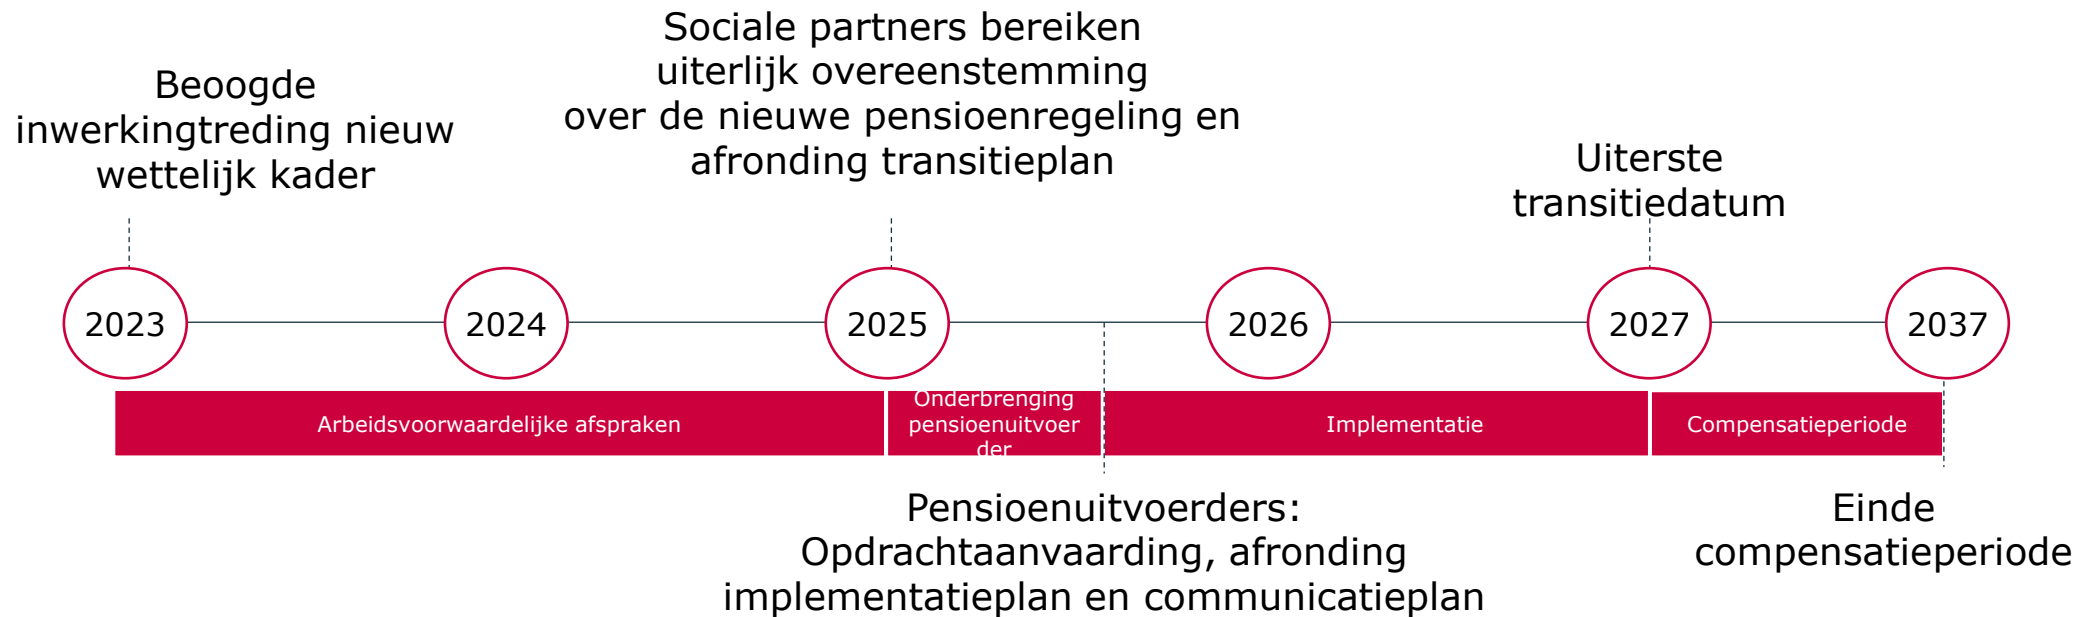 Sociale partners bereiken
uiterlijk overeenstemming
over de nieuwe pensioenregeling en
afronding transitieplan
Beoogde
inwerkingtreding nieuw
wettelijk kader
Uiterste
transitiedatum
2023
2024
2025
2026
2027
2037
Arbeidsvoorwaardelijke afspraken
Onderbrenging
pensioenuitvoer
der
Implementatie
Compensatieperiode
Pensioenuitvoerders:
Opdrachtaanvaarding, afronding
implementatieplan en communicatieplan
Einde
compensatieperiode